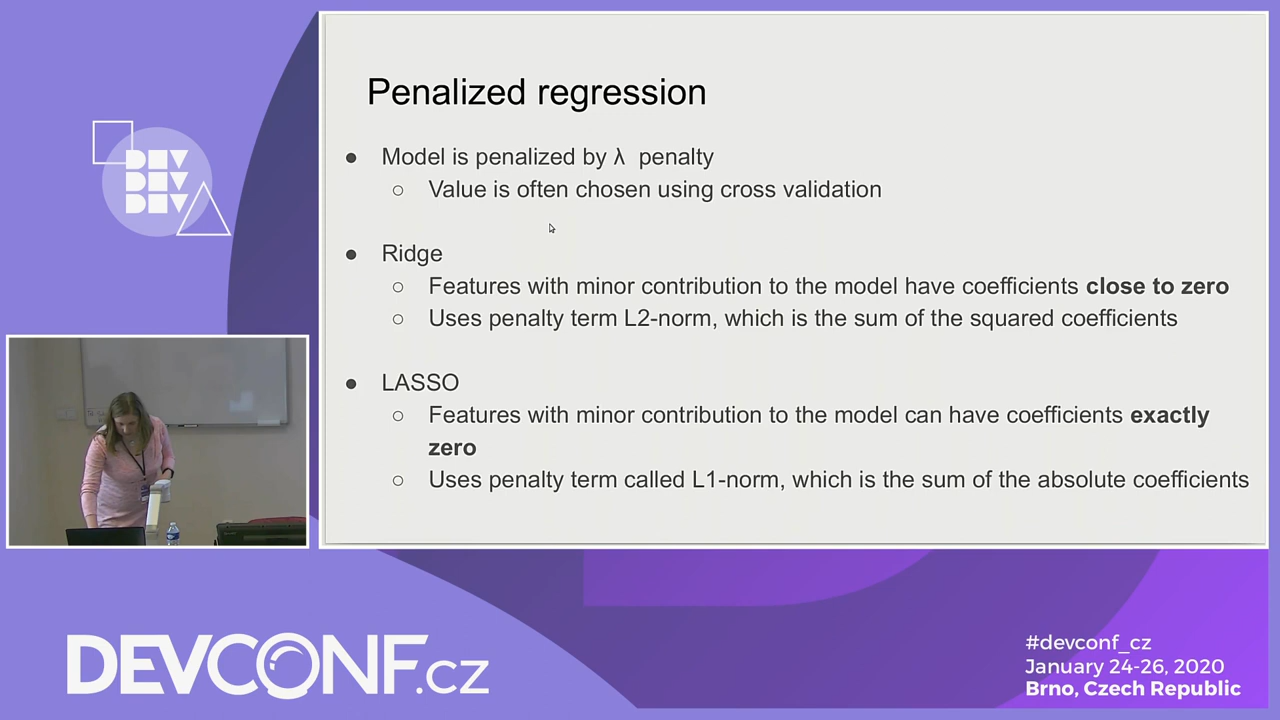 Penalized regression
● Model is penalized by λ penalty
○ Value is often chosen using cross validation
● Ridge
○ Features with minor contribution to the model have coefficients close to zero
○ Uses penalty term L2-norm, which is the sum of the squared coefficients
● LASSO
○ Features with minor contribution to the model can have coefficients exactly
zero
○ Uses penalty term called L1-norm, which is the sum of the absolute coefficients
DEV
DEV
DEV
DEVCONF.cz
#devconf_cz
January 24-26, 2020
Brno, Czech Republic